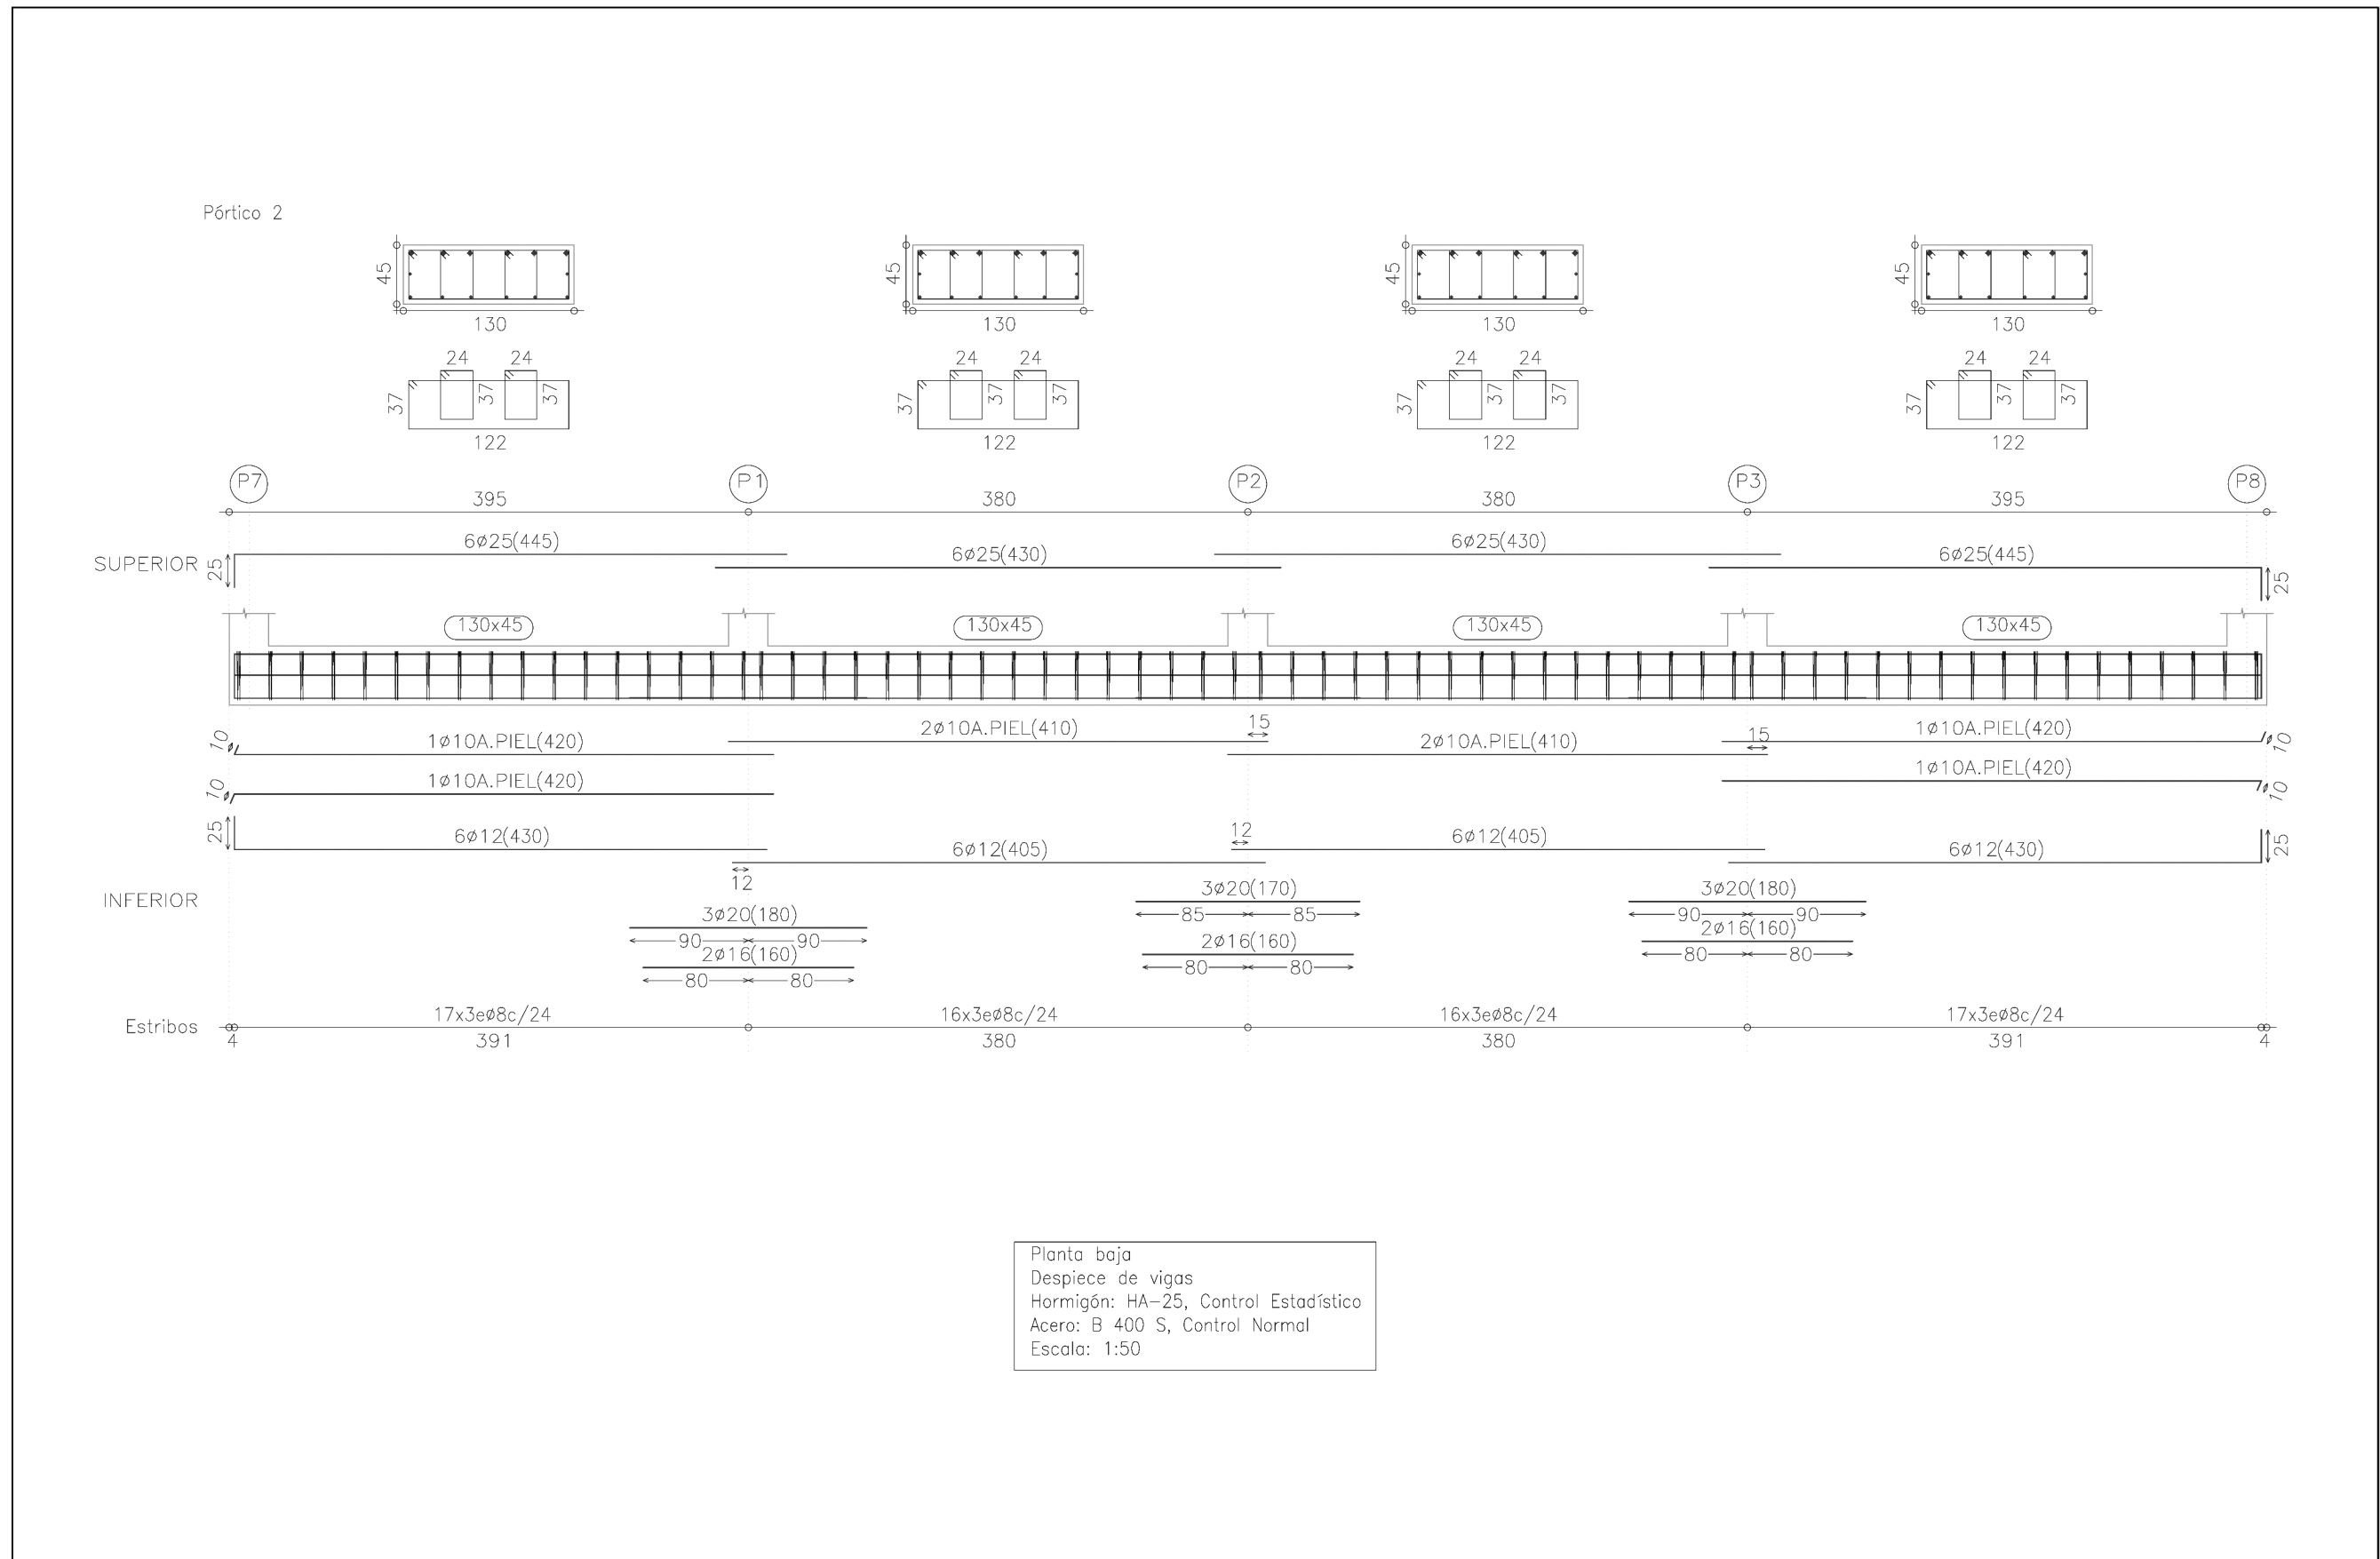 Pórtico 2
45 45 45 45
130 130 130 130
24 24 24 24 24 24 24 24
37 37 37 37 37 37 37 37 37 37 37 37
122 122 122 122
P7 P1 P2 P3 P8
395 380 380 395
6ø25(445) 6ø25(430)
SUPERIOR 25 6ø25(430) 6ø25(445) 25
130x45 130x45 130x45 130x45
10 1ø10A.PIEL(420) 2ø10A.PIEL(410) 15 2ø10A.PIEL(410) 15 1ø10A.PIEL(420) 10
10 1ø10A.PIEL(420) 1ø10A.PIEL(420) 10
25 6ø12(430) 12 6ø12(405)
12 6ø12(405) 6ø12(430) 25
INFERIOR
3ø20(170) 3ø20(180)
85 85 90 90
3ø20(180) 2ø16(160)
90 90 2ø16(160) 80 80
2ø16(160) 80 80
80 80
Estribos 17x3eø8c/24 16x3eø8c/24 16x3eø8c/24 17x3eø8c/24
4 391 380 380 391 4
Planta baja
Despiece de vigas
Hormigón: HA-25, Control Estadístico
Acero: B 400 S, Control Normal
Escala: 1:50